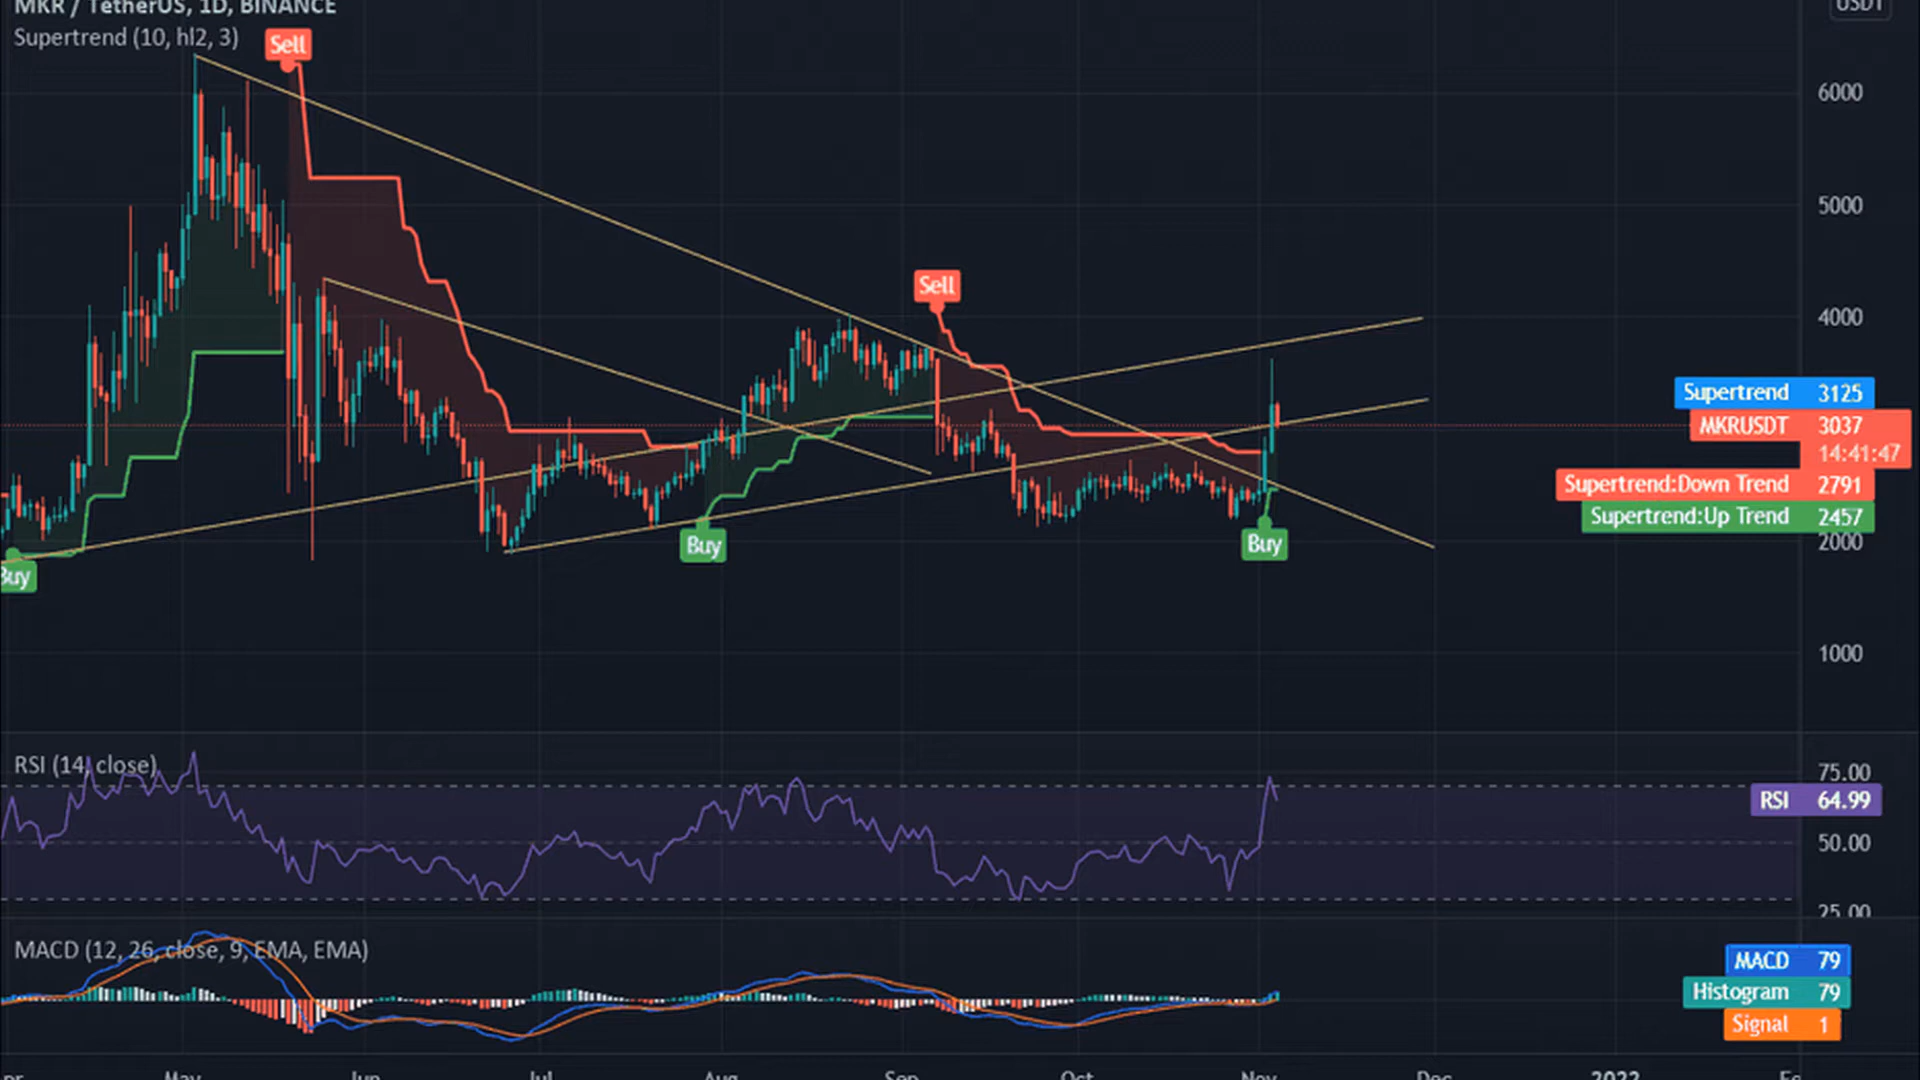 MKR / TetherUS, 1D, BINANCE
USDT
Supertrend (10, hl2, 3)
Sell
6000
5000
Sell
4000
Supertrend 3125
MKRUSDT 3037
14:41:47
Supertrend:Down Trend 2791
Supertrend:Up Trend 2457
2000
Buy
Buy
Buy
1000
RSI (14, close)
75.00
RSI 64.99
50.00
25.00
MACD (12, 26, close, 9, EMA, EMA)
MACD 79
Histogram 79
Signal 1
May Jun Jul Aug Sep Oct Nov Dec 2022